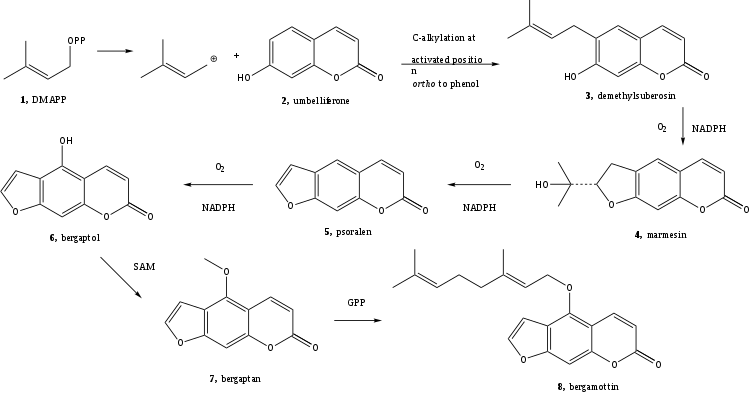 OPP
1, DMAPP
⊕
+
HO O O
2, umbelliferone
C-alkylation at
activated positio
n
ortho to phenol
HO O O
3, demethylsuberosin
O2 NADPH
HO O O O
4, marmesin
O2
NADPH
O O O
5, psoralen
O2
NADPH
OH
O O O
6, bergaptol
SAM
O
O O O
7, bergaptan
GPP
O
O O O
8, bergamottin